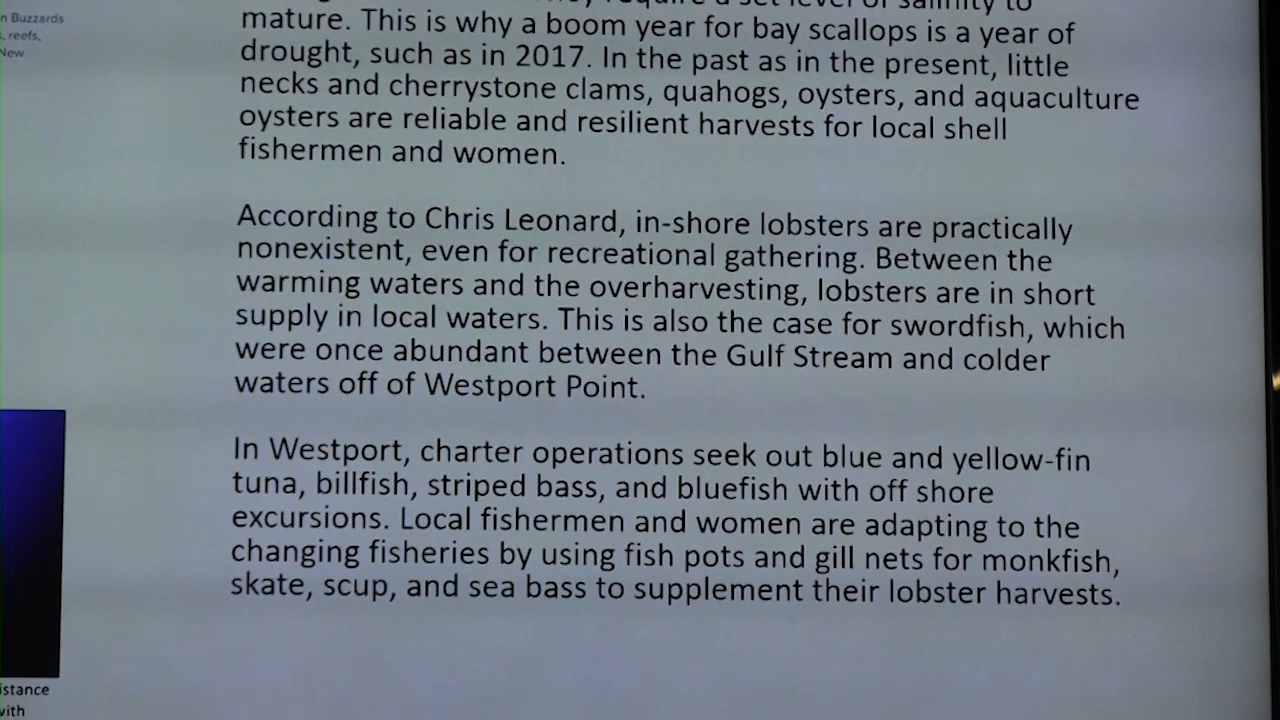 n Buzzards
, reefs,
New
mature. This is why a boom year for bay scallops is a year of
drought, such as in 2017. In the past as in the present, little
necks and cherrystone clams, quahogs, oysters, and aquaculture
oysters are reliable and resilient harvests for local shell
fishermen and women.
According to Chris Leonard, in-shore lobsters are practically
nonexistent, even for recreational gathering. Between the
warming waters and the overharvesting, lobsters are in short
supply in local waters. This is also the case for swordfish, which
were once abundant between the Gulf Stream and colder
waters off of Westport Point.
In Westport, charter operations seek out blue and yellow-fin
tuna, billfish, striped bass, and bluefish with off shore
excursions. Local fishermen and women are adapting to the
changing fisheries by using fish pots and gill nets for monkfish,
skate, scup, and sea bass to supplement their lobster harvests.
istance
with